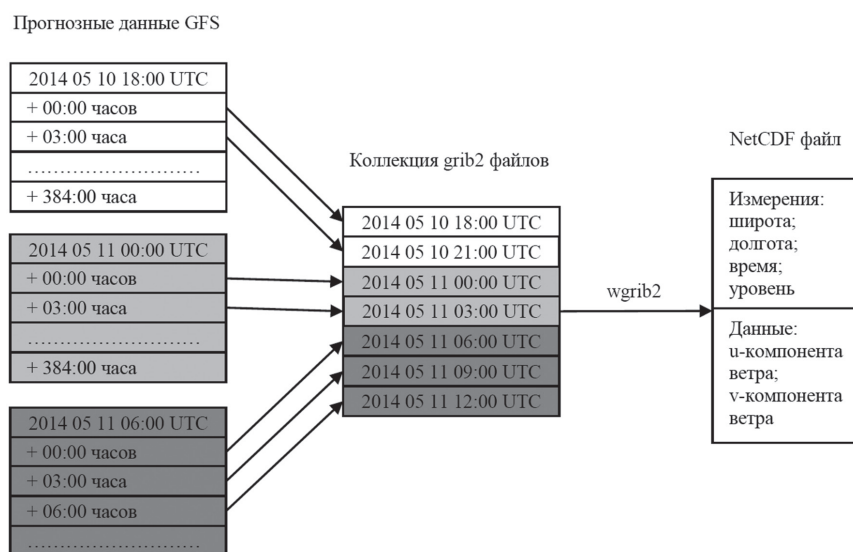 Прогнозные данные GFS
2014 05 10 18:00 UTC
+ 00:00 часов
+ 03:00 часа
............................
+ 384:00 часа
2014 05 11 00:00 UTC
+ 00:00 часов
+ 03:00 часа
............................
+ 384:00 часа
2014 05 11 06:00 UTC
+ 00:00 часов
+ 03:00 часа
+ 06:00 часов
............................
Коллекция grib2 файлов
2014 05 10 18:00 UTC
2014 05 10 21:00 UTC
2014 05 11 00:00 UTC
2014 05 11 03:00 UTC
2014 05 11 06:00 UTC
2014 05 11 09:00 UTC
2014 05 11 12:00 UTC
wgrib2
NetCDF файл
Измерения:
широта;
долгота;
время;
уровень
Данные:
u-компонента
ветра;
v-компонента
ветра